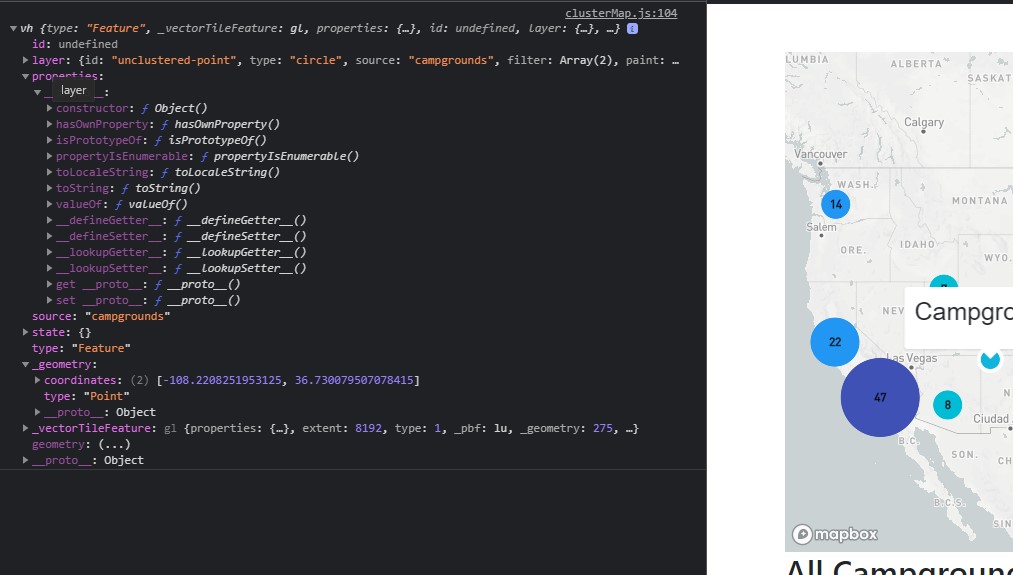 clusterMap.js:104
vh {type: "Feature", _vectorTileFeature: gl, properties: {…}, id: undefined, layer: {…}, …} i
id: undefined
layer: {id: "unclustered-point", type: "circle", source: "campgrounds", filter: Array(2), paint: …
properties:
layer
:
constructor: ƒ Object()
hasOwnProperty: ƒ hasOwnProperty()
isPrototypeOf: ƒ isPrototypeOf()
propertyIsEnumerable: ƒ propertyIsEnumerable()
toLocaleString: ƒ toLocaleString()
toString: ƒ toString()
valueOf: ƒ valueOf()
__defineGetter__: ƒ __defineGetter__()
__defineSetter__: ƒ __defineSetter__()
__lookupGetter__: ƒ __lookupGetter__()
__lookupSetter__: ƒ __lookupSetter__()
get __proto__: ƒ __proto__()
set __proto__: ƒ __proto__()
source: "campgrounds"
state: {}
type: "Feature"
_geometry:
coordinates: (2) [-108.2208251953125, 36.730079507078415]
type: "Point"
__proto__: Object
_vectorTileFeature: gl {properties: {…}, extent: 8192, type: 1, _pbf: lu, _geometry: 275, …}
geometry: (...)
__proto__: Object
LUMBIA
ALBERTA
SASKAT
Calgary
Vancouver
WASH.
14
MONTANA
Salem
ORE.
IDAHO
WYO.
NEV
Campgro
22
Las Vegas
47
8
N
Ciudad
B.C.
SON.
CH
B.C.S.
SIN
mapbox
All Campground